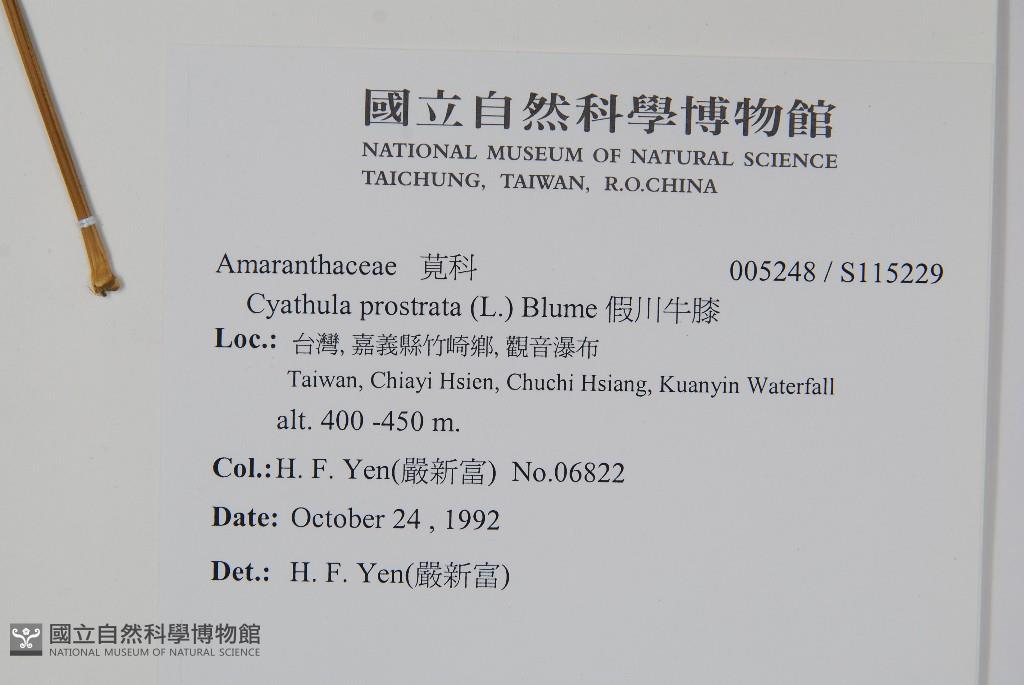 國立自然科學博物館
NATIONAL MUSEUM OF NATURAL SCIENCE
TAICHUNG, TAIWAN, R.O.CHINA
Amaranthaceae 莧科 005248 / S115229
Cyathula prostrata (L.) Blume 假川牛膝
Loc.: 台灣, 嘉義縣竹崎鄉, 觀音瀑布
Taiwan, Chiayi Hsien, Chuchi Hsiang, Kuanyin Waterfall
alt. 400 -450 m.
Col.: H. F. Yen(嚴新富) No.06822
Date: October 24 , 1992
Det.: H. F. Yen(嚴新富)
國立自然科學博物館
NATIONAL MUSEUM OF NATURAL SCIENCE